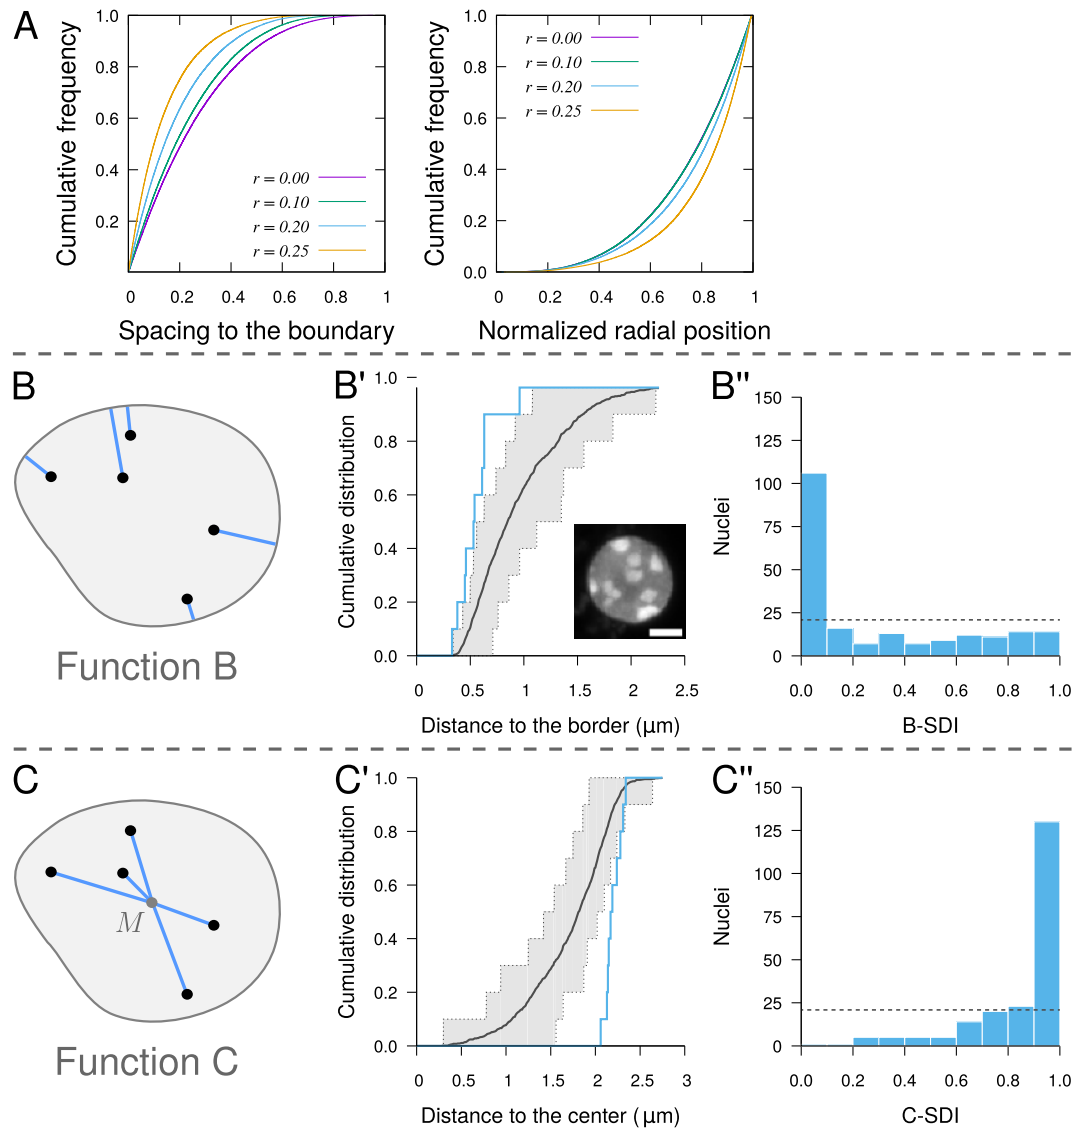 A
Cumulative frequency
1.0
0.8
0.6
0.4
0.2
0
0.2
0.4
0.6
0.8
1
r = 0.00
r = 0.10
r = 0.20
r = 0.25
Spacing to the boundary
Cumulative frequency
1.0
0.8
0.6
0.4
0.2
0.0
0
0.2
0.4
0.6
0.8
1
r = 0.00
r = 0.10
r = 0.20
r = 0.25
Normalized radial position
B
Function B
B'
Cumulative distribution
1.0
0.8
0.6
0.4
0.2
0.0
0
0.5
1
1.5
2
2.5
Distance to the border (μm)
B"
Nuclei
150
125
100
75
50
25
0
0.0
0.2
0.4
0.6
0.8
1.0
B-SDI
C
M
Function C
C'
Cumulative distribution
1.0
0.8
0.6
0.4
0.2
0.0
0
0.5
1
1.5
2
2.5
3
Distance to the center (μm)
C"
Nuclei
150
125
100
75
50
25
0
0.0
0.2
0.4
0.6
0.8
1.0
C-SDI